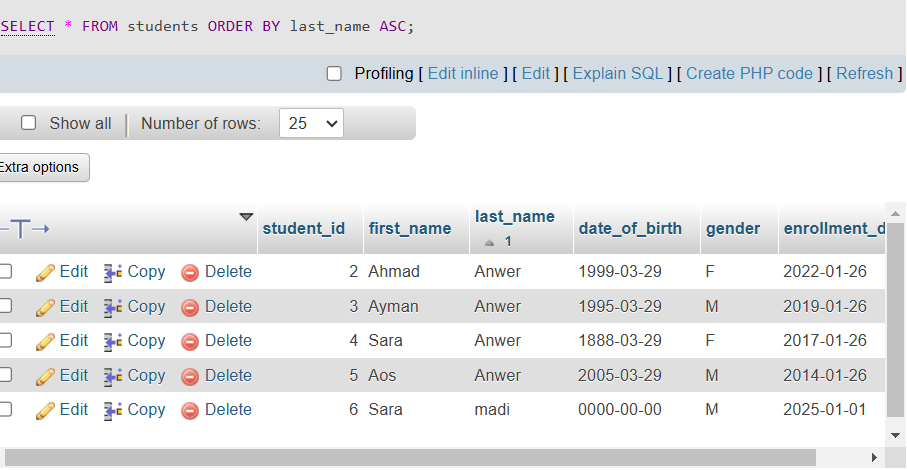 SELECT * FROM students ORDER BY last_name ASC;
Profiling [ Edit inline ] [ Edit ] [ Explain SQL ] [ Create PHP code ] [ Refresh ]
Show all | Number of rows: 25
Extra options
student_id first_name last_name 1 date_of_birth gender enrollment_d
Edit Copy Delete 2 Ahmad Anwer 1999-03-29 F 2022-01-26
Edit Copy Delete 3 Ayman Anwer 1995-03-29 M 2019-01-26
Edit Copy Delete 4 Sara Anwer 1888-03-29 F 2017-01-26
Edit Copy Delete 5 Aos Anwer 2005-03-29 M 2014-01-26
Edit Copy Delete 6 Sara madi 0000-00-00 M 2025-01-01